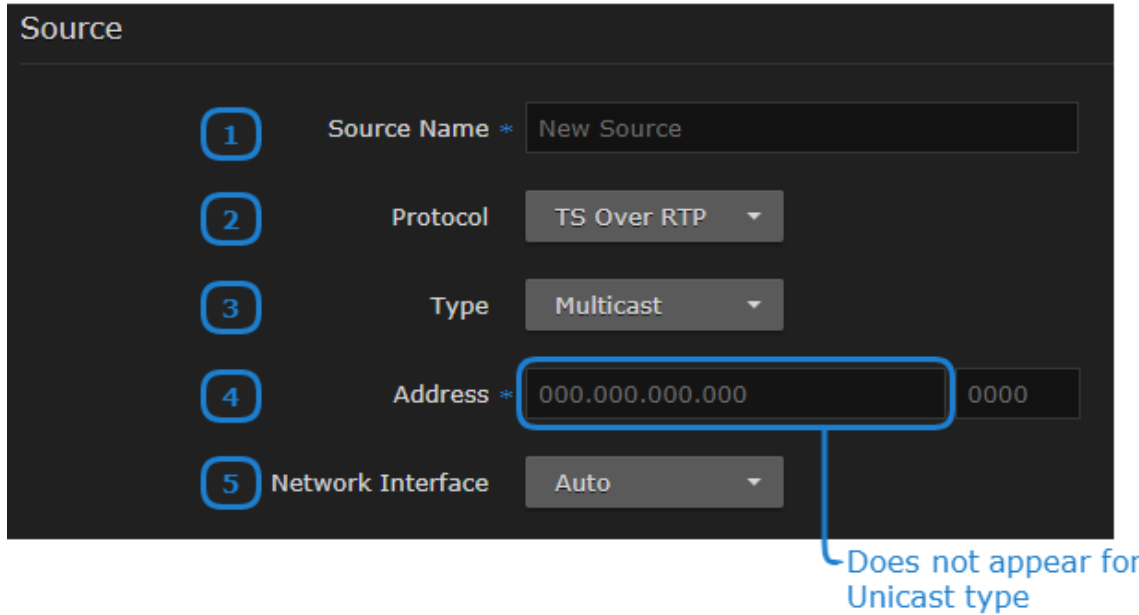 Source
1 Source Name * New Source
2 Protocol TS Over RTP
3 Type Multicast
4 Address * 000.000.000.000 0000
5 Network Interface Auto
Does not appear for
Unicast type